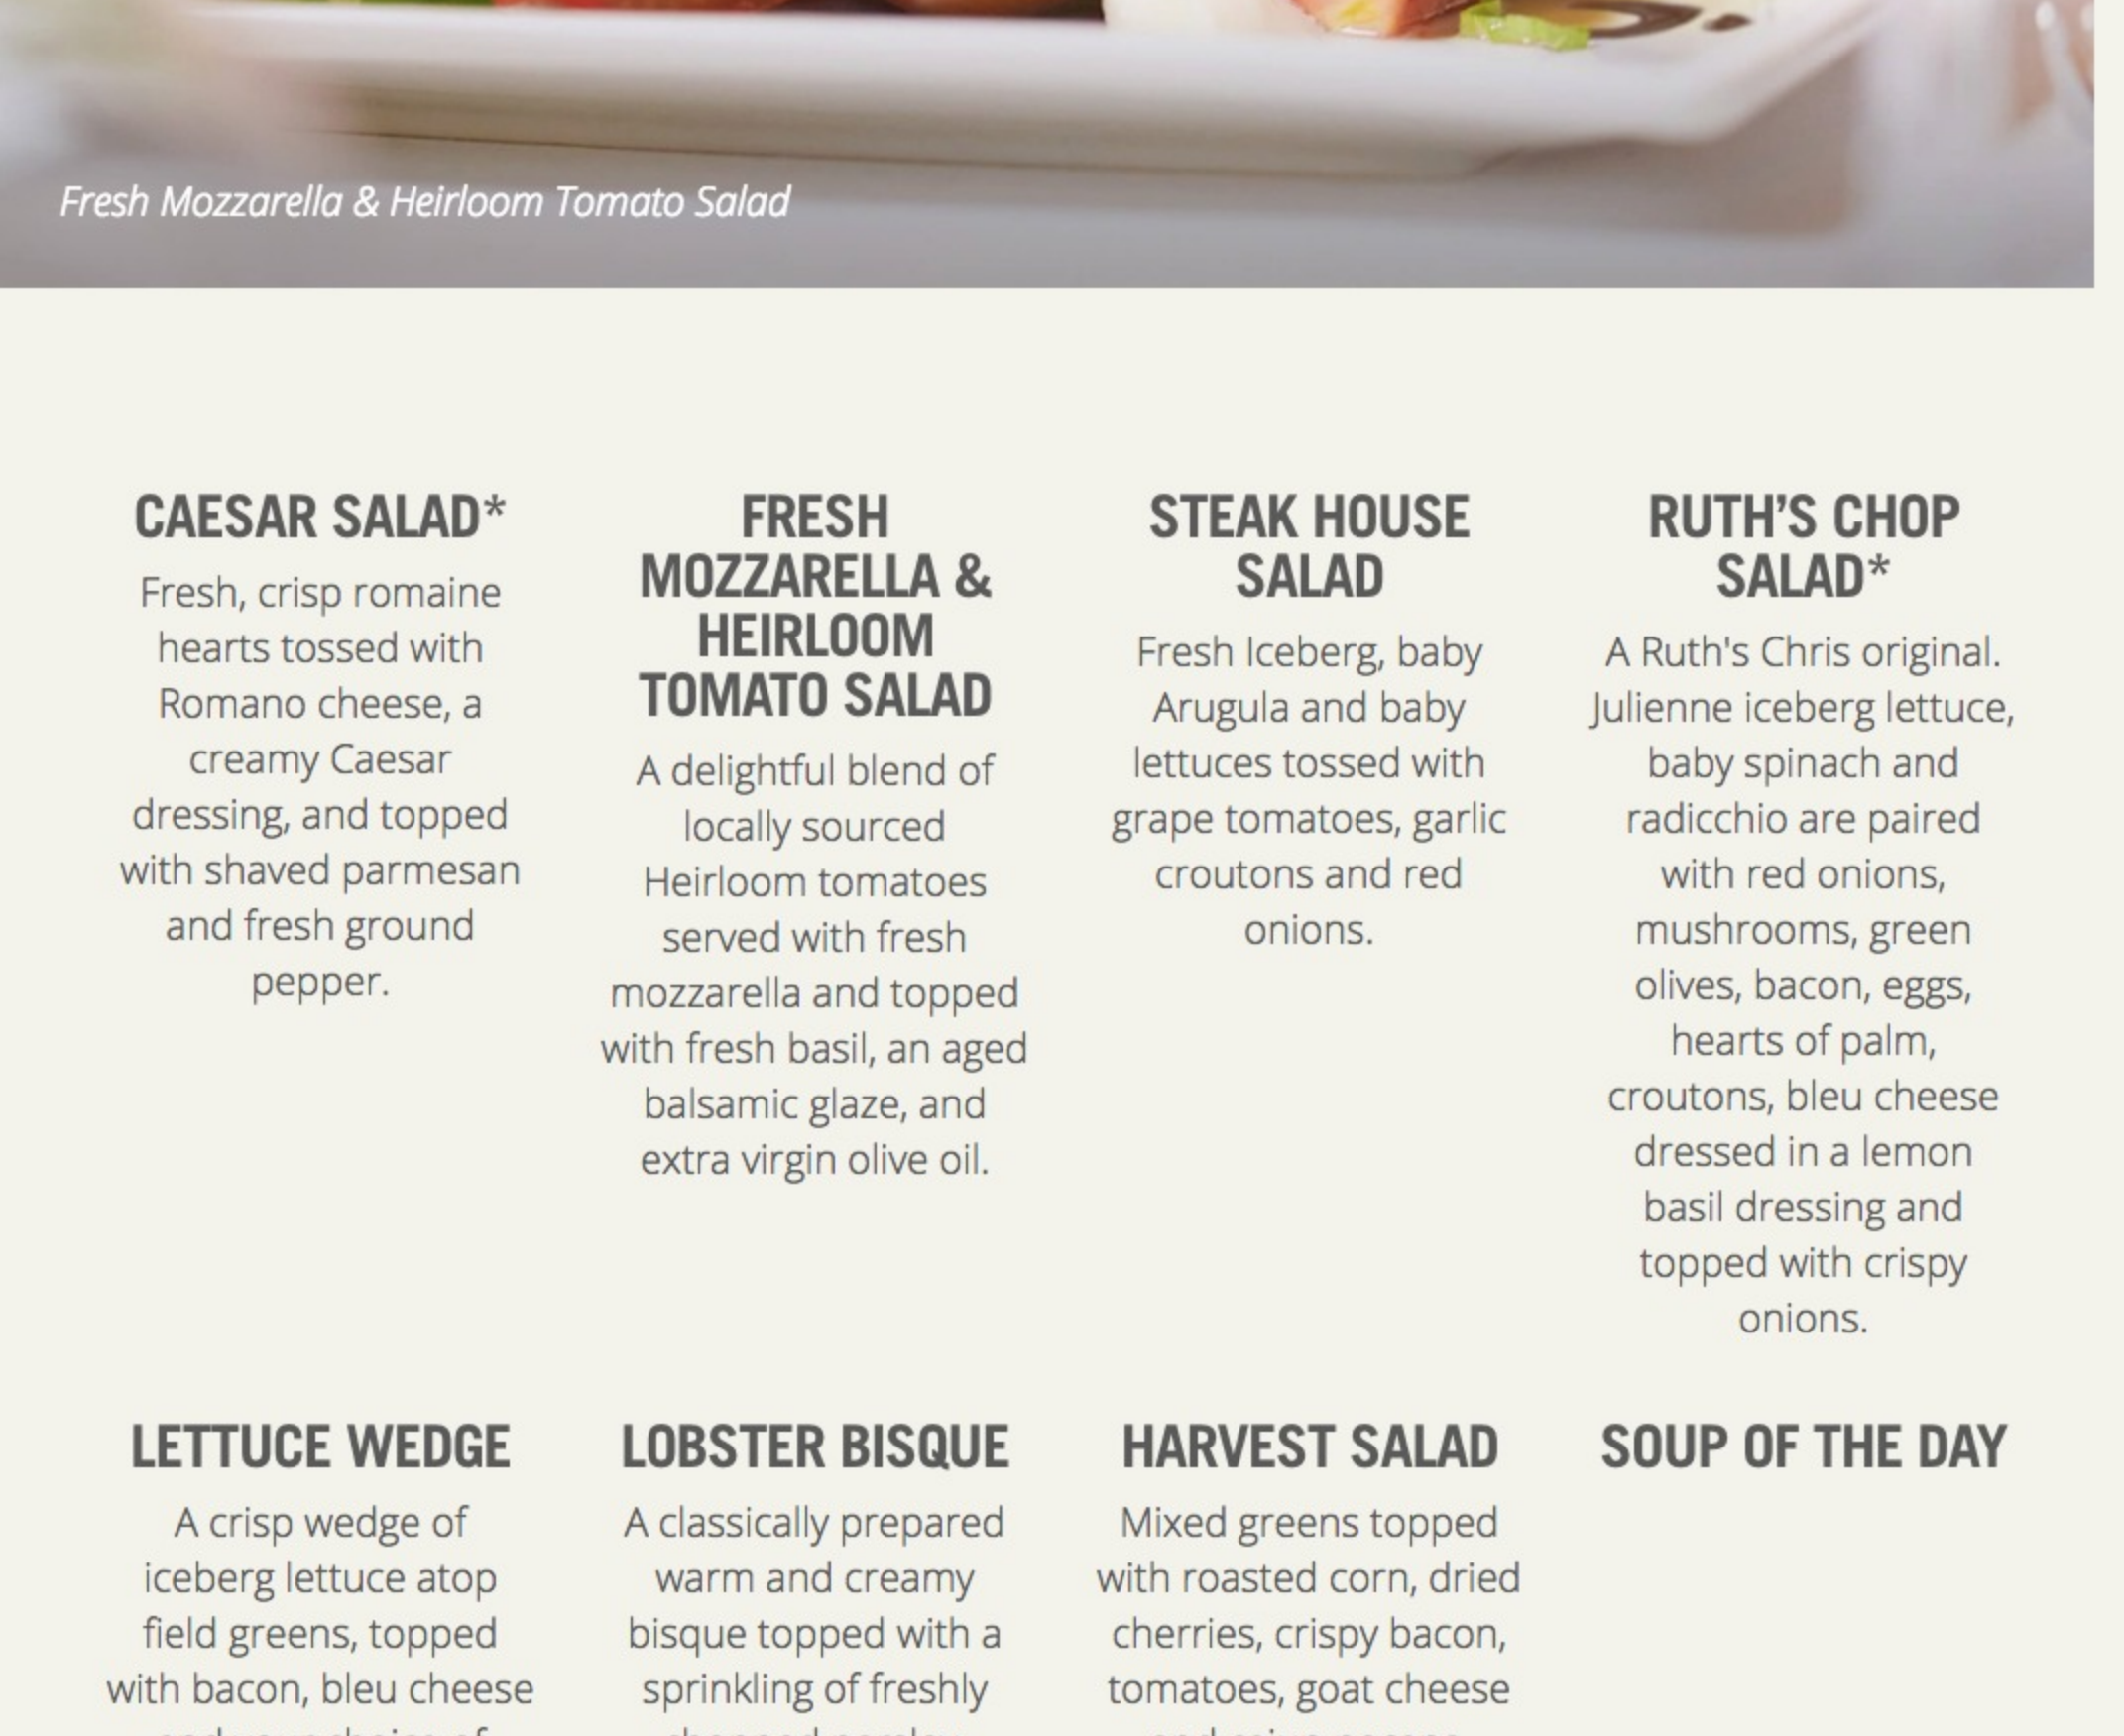 Fresh Mozzarella & Heirloom Tomato Salad
CAESAR SALAD*
Fresh, crisp romaine
hearts tossed with
Romano cheese, a
creamy Caesar
dressing, and topped
with shaved parmesan
and fresh ground
pepper.
FRESH
MOZZARELLA &
HEIRLOOM
TOMATO SALAD
A delightful blend of
locally sourced
Heirloom tomatoes
served with fresh
mozzarella and topped
with fresh basil, an aged
balsamic glaze, and
extra virgin olive oil.
STEAK HOUSE
SALAD
Fresh Iceberg, baby
Arugula and baby
lettuces tossed with
grape tomatoes, garlic
croutons and red
onions.
RUTH’S CHOP
SALAD*
A Ruth's Chris original.
Julienne iceberg lettuce,
baby spinach and
radicchio are paired
with red onions,
mushrooms, green
olives, bacon, eggs,
hearts of palm,
croutons, bleu cheese
dressed in a lemon
basil dressing and
topped with crispy
onions.
LETTUCE WEDGE
A crisp wedge of
iceberg lettuce atop
field greens, topped
with bacon, bleu cheese
LOBSTER BISQUE
A classically prepared
warm and creamy
bisque topped with a
sprinkling of freshly
HARVEST SALAD
Mixed greens topped
with roasted corn, dried
cherries, crispy bacon,
tomatoes, goat cheese
SOUP OF THE DAY